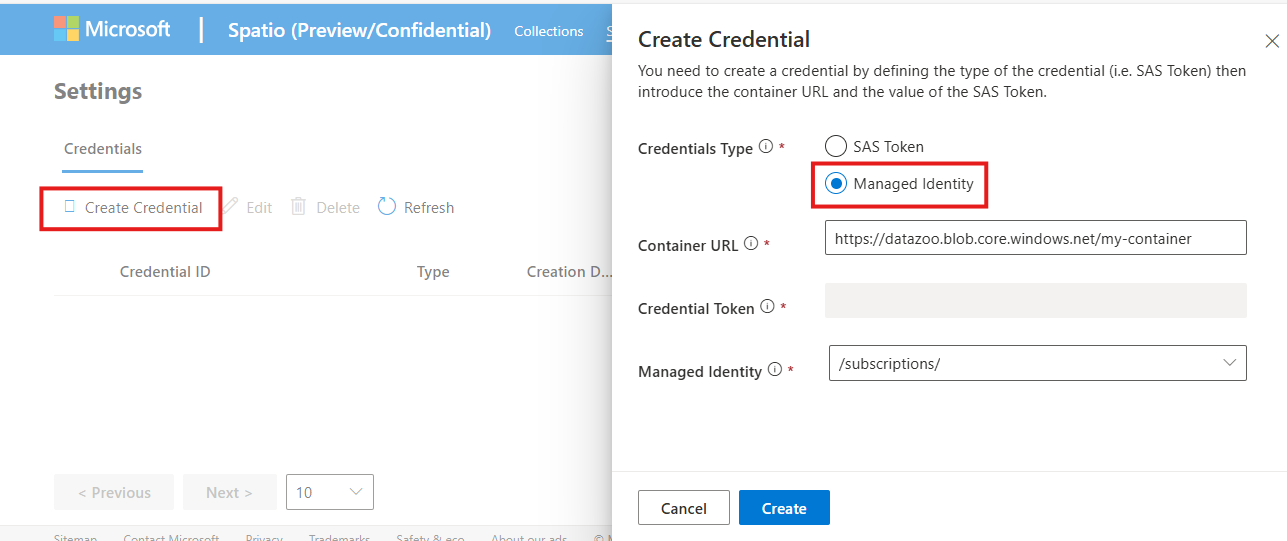 Microsoft | Spatio (Preview/Confidential) Collections
Settings
Credentials
Create Credential Edit Delete Refresh
Credential ID Type Creation D...
< Previous Next > 10
Sitemap Contact Microsoft Privacy Trademarks Safety & eco About our ads
Create Credential
You need to create a credential by defining the type of the credential (i.e. SAS Token) then
introduce the container URL and the value of the SAS Token.
Credentials Type * SAS Token
Managed Identity
Container URL * https://datazoo.blob.core.windows.net/my-container
Credential Token *
Managed Identity * /subscriptions/
Cancel Create